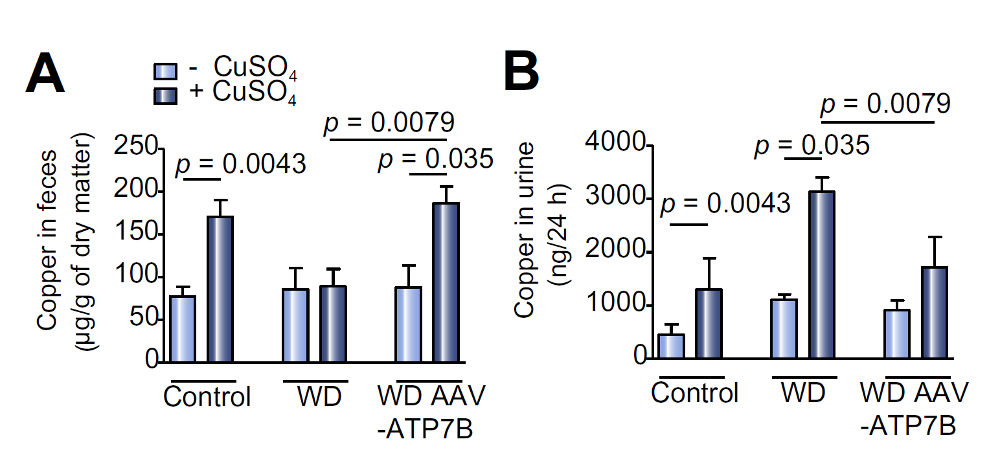 A
- CuSO4
+ CuSO4
p = 0.0079
p = 0.0043
p = 0.035
Copper in feces
(µg/g of dry matter)
250
200
150
100
50
0
Control
WD
WD AAV
-ATP7B
B
p = 0.0079
p = 0.035
p = 0.0043
Copper in urine
(ng/24 h)
4000
3000
2000
1000
0
Control
WD
WD AAV
-ATP7B